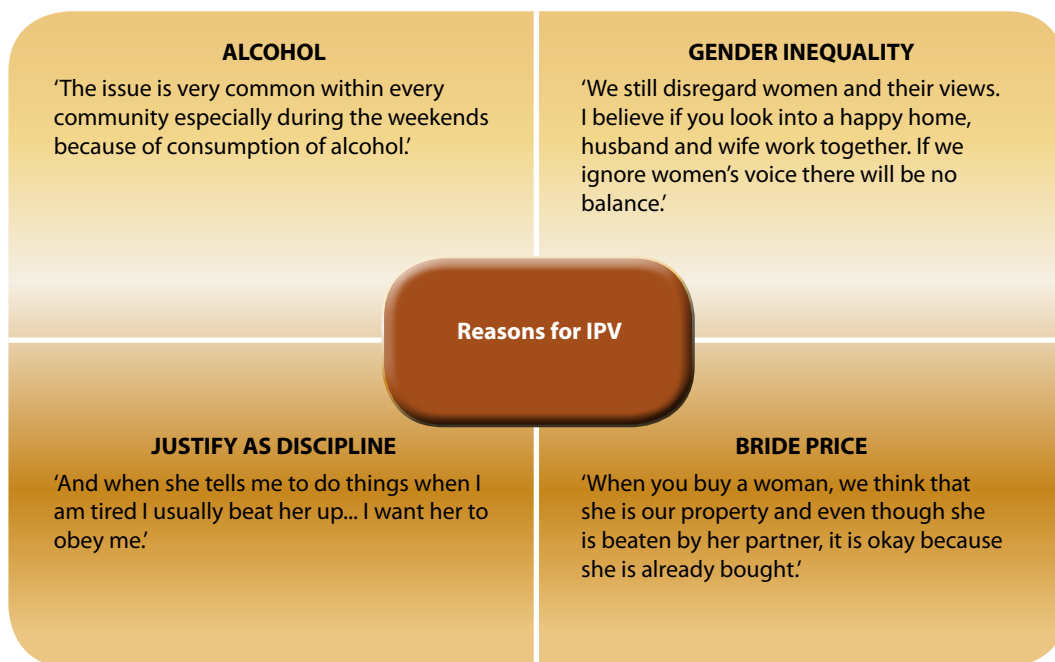 ALCOHOL
‘The issue is very common within every
community especially during the weekends
because of consumption of alcohol.’
GENDER INEQUALITY
‘We still disregard women and their views.
I believe if you look into a happy home,
husband and wife work together. If we
ignore women’s voice there will be no
balance.’
Reasons for IPV
JUSTIFY AS DISCIPLINE
‘And when she tells me to do things when I
am tired I usually beat her up... I want her to
obey me.’
BRIDE PRICE
‘When you buy a woman, we think that
she is our property and even though she
is beaten by her partner, it is okay because
she is already bought.’